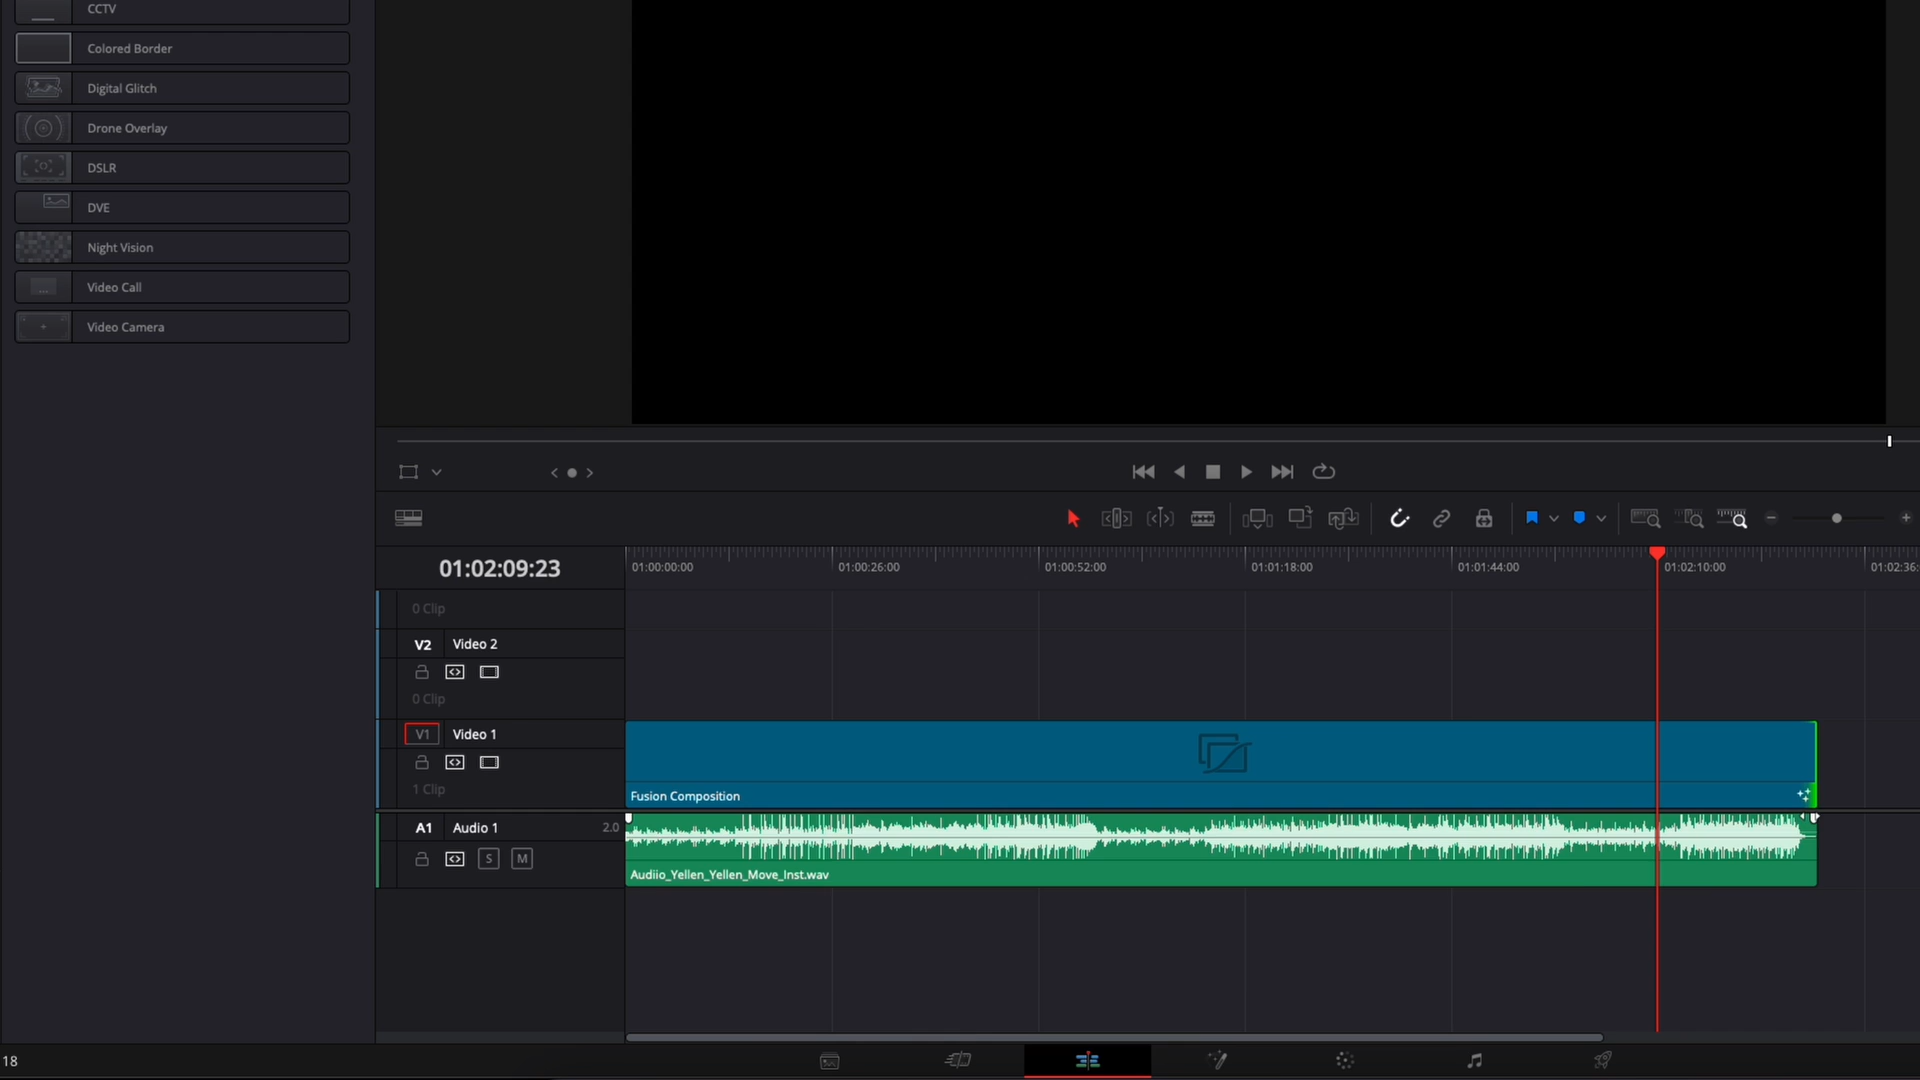 CCTV
Colored Border
Digital Glitch
Drone Overlay
DSLR
DVE
Night Vision
Video Call
Video Camera
01:02:09:23
01:00:00:00
01:00:26:00
01:00:52:00
01:01:18:00
01:01:44:00
01:02:10:00
01:02:36:
0 Clip
V2 Video 2
0 Clip
V1 Video 1
1 Clip
Fusion Composition
A1 Audio 1 2.0
S M
Audiio_Yellen_Yellen_Move_Inst.wav
18